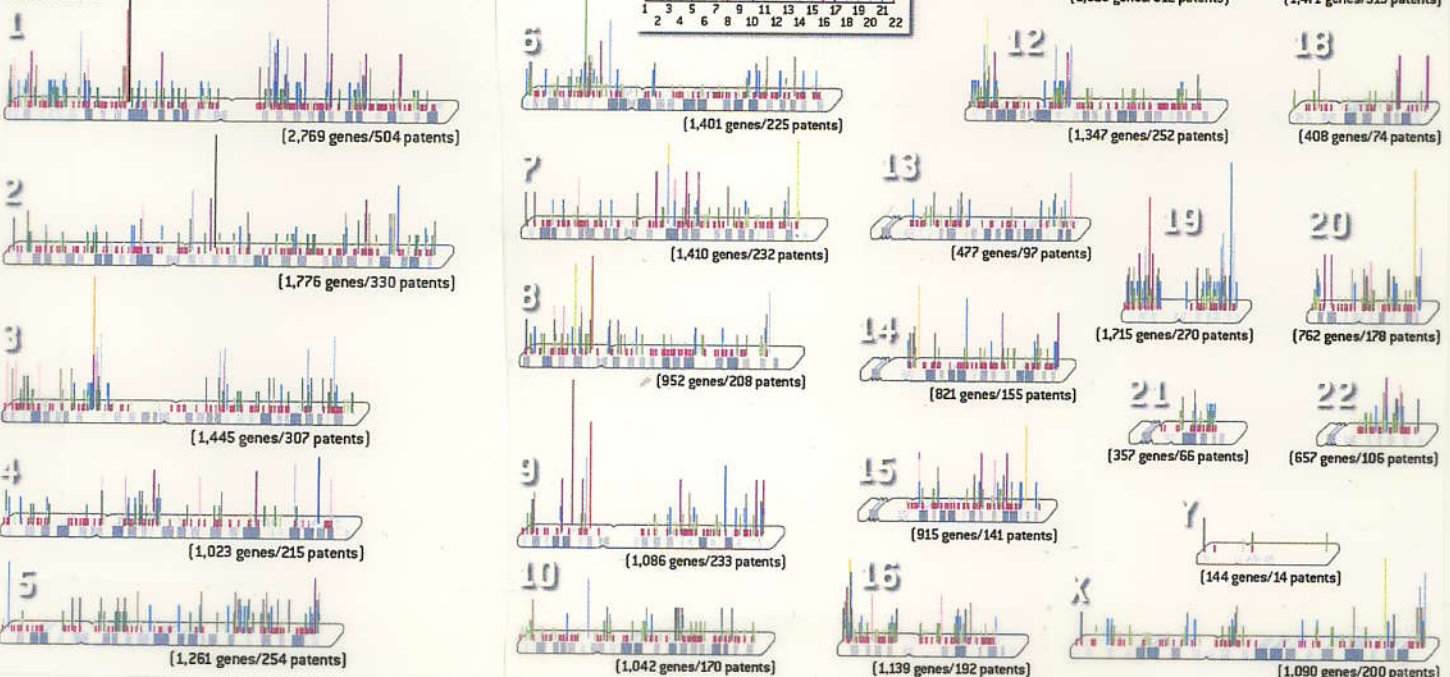 1 3 5 7 9 11 13 15 17 19 21
2 4 6 8 10 12 14 16 18 20 22
1
(2,769 genes/504 patents)
2
(1,776 genes/330 patents)
3
(1,445 genes/307 patents)
4
(1,023 genes/215 patents)
5
(1,261 genes/254 patents)
6
(1,401 genes/225 patents)
7
(1,410 genes/232 patents)
8
(952 genes/208 patents)
9
(1,086 genes/233 patents)
10
(1,042 genes/170 patents)
12
(1,347 genes/252 patents)
13
(477 genes/97 patents)
14
(821 genes/155 patents)
15
(915 genes/141 patents)
16
(1,139 genes/192 patents)
18
(408 genes/74 patents)
19
(1,715 genes/270 patents)
20
(762 genes/178 patents)
21
(357 genes/66 patents)
22
(657 genes/106 patents)
Y
(144 genes/14 patents)
X
(1,090 genes/200 patents)